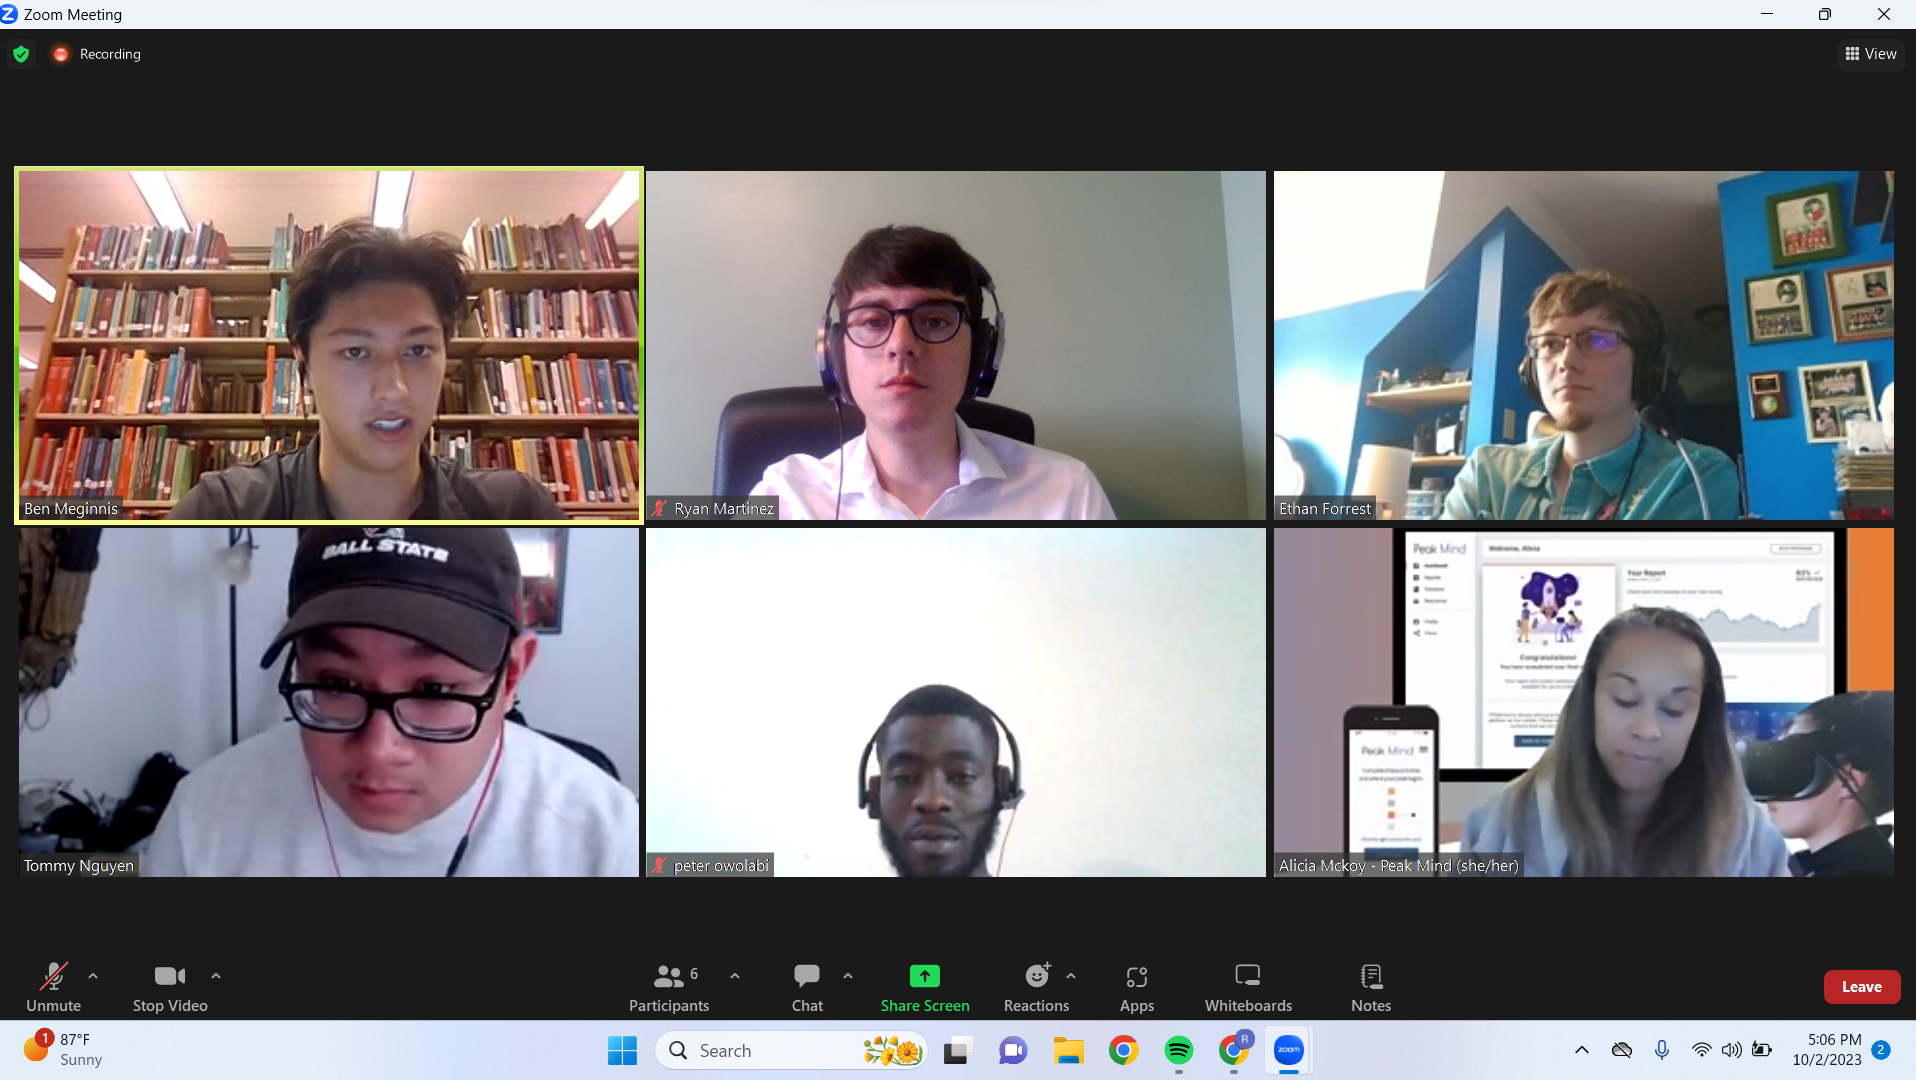 Zoom Meeting
Recording
View
Ben Meginnis
Ryan Martinez
Ethan Forrest
BALL STATE
Peak Mind
Welcome, Alicia
Dashboard
Your Report
Congratulations!
Peak Mind
Tommy Nguyen
peter owolabi
Alicia Mckoy - Peak Mind (she/her)
Unmute
Stop Video
6
Participants
Chat
Share Screen
Reactions
Apps
Whiteboards
Notes
Leave
1
87°F
Sunny
Search
R
zoom
5:06 PM
10/2/2023
2